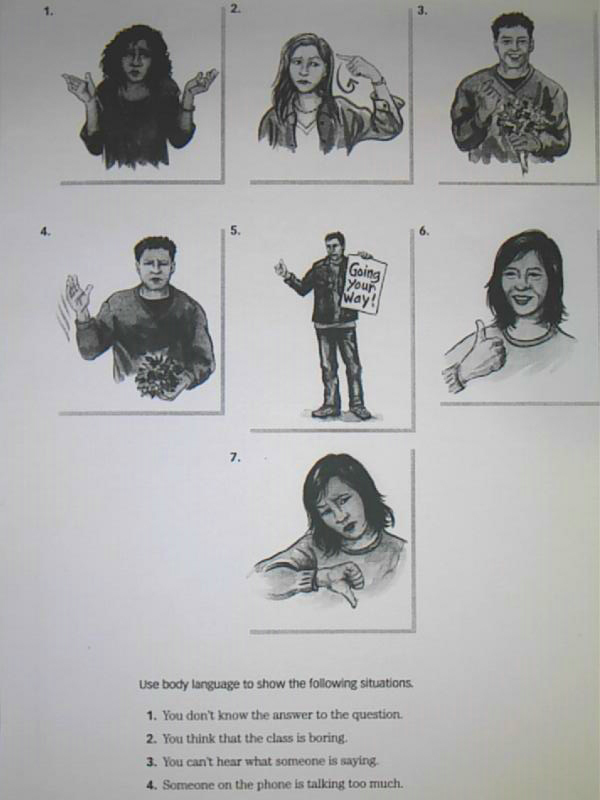 1.
2.
3.
4.
5.
Going
Your
Way!
6.
7.
Use body language to show the following situations.
1. You don't know the answer to the question.
2. You think that the class is boring.
3. You can't hear what someone is saying.
4. Someone on the phone is talking too much.